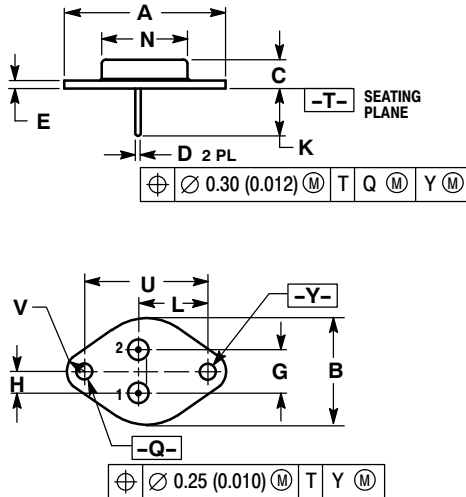 A
N
C
E
-T- SEATING PLANE
K
D 2 PL
⌖ ∅ 0.30 (0.012) Ⓜ T Q Ⓜ Y Ⓜ
U
L
V
-Y-
2
H
G
B
1
-Q-
⌖ ∅ 0.25 (0.010) Ⓜ T Y Ⓜ